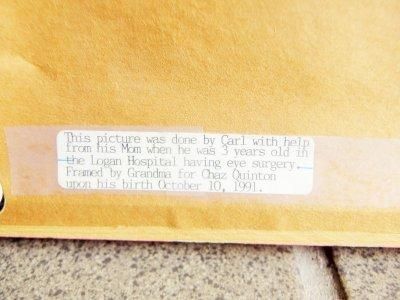 This picture was done by Carl with help
from his Mom when he was 3 years old in
the Logan Hospital having eye surgery.
Framed by Grandma for Chaz Quinton
upon his birth October 10, 1991.